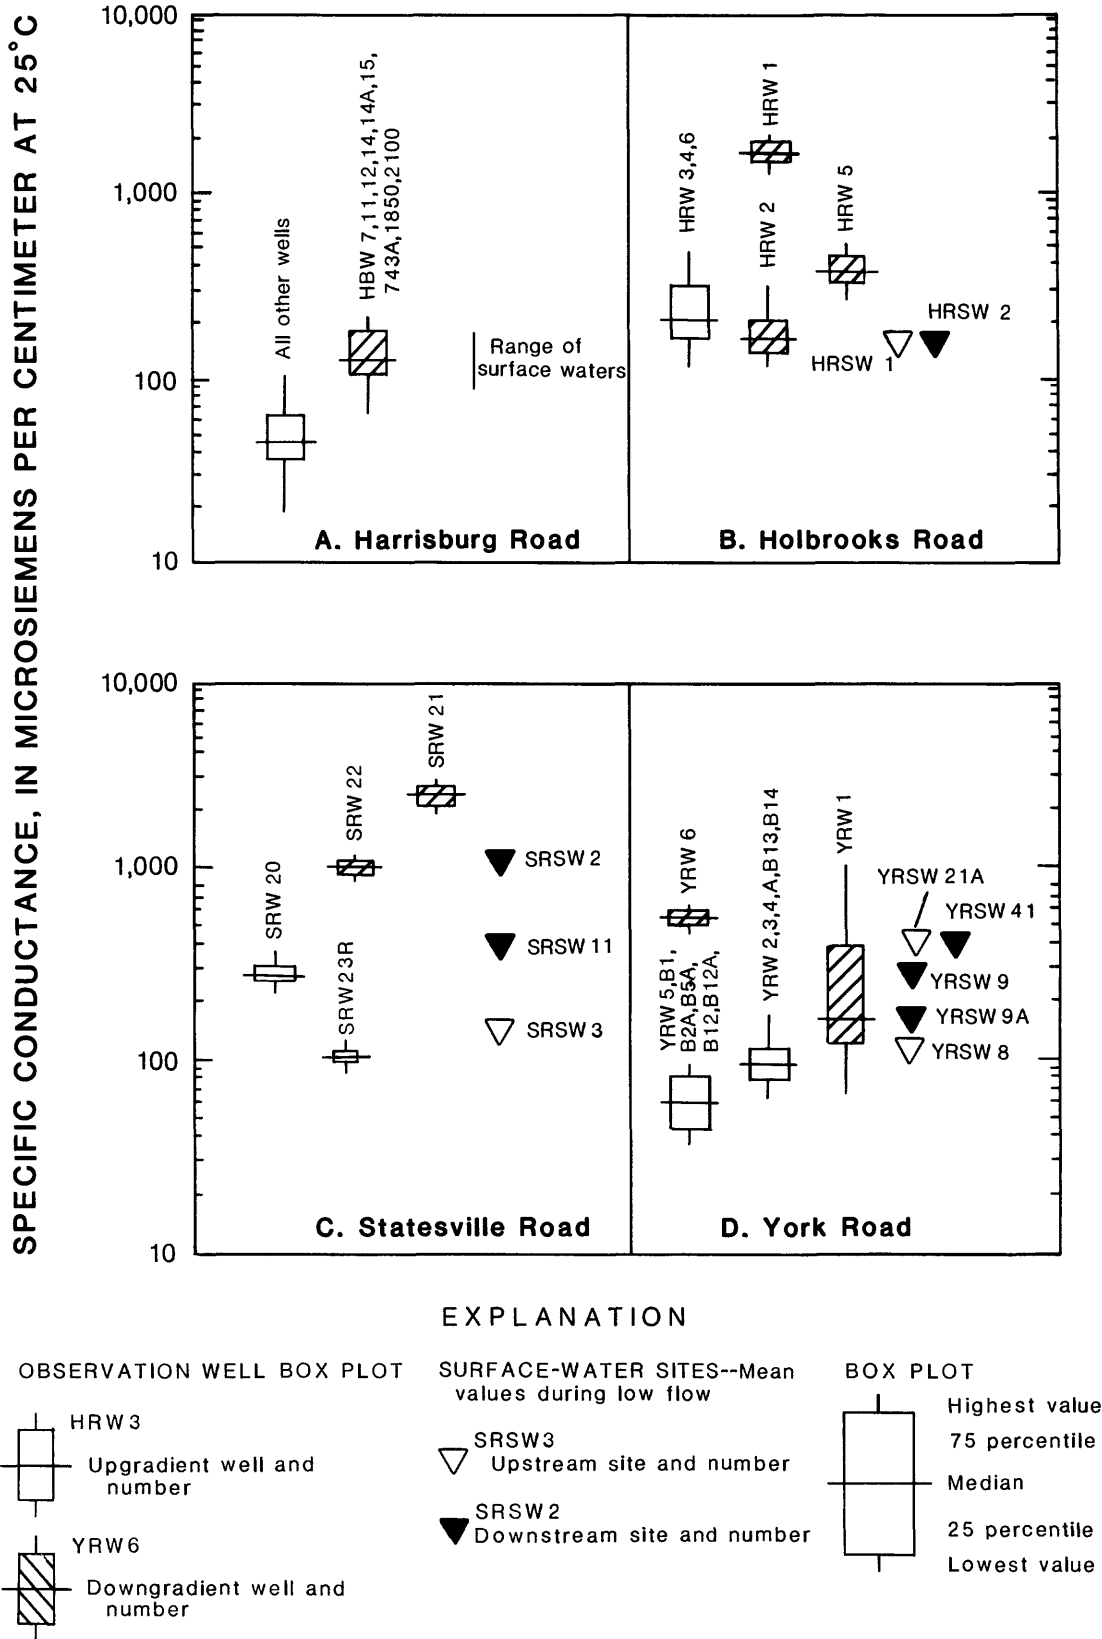 SPECIFIC CONDUCTANCE, IN MICROSIEMENS PER CENTIMETER AT 25°C
10,000
1,000
100
10
All other wells
HBW 7,11,12,14,14A,15,
743A,1850,2100
Range of
surface waters
A. Harrisburg Road
HRW 3,4,6
HRW 1
HRW 2
HRW 5
HRSW 2
HRSW 1
B. Holbrooks Road
10,000
1,000
100
10
SRW 20
SRW 22
SRW23R
SRW 21
SRSW 2
SRSW 11
SRSW 3
C. Statesville Road
YRW 6
YRW 5,B1,
B2A,B5A,
B12,B12A,
YRW 2,3,4,A,B13,B14
YRW 1
YRSW 21A
YRSW 41
YRSW 9
YRSW 9A
YRSW 8
D. York Road
EXPLANATION
OBSERVATION WELL BOX PLOT
HRW3
Upgradient well and
number
YRW6
Downgradient well and
number
SURFACE-WATER SITES--Mean
values during low flow
SRSW3
Upstream site and number
SRSW2
Downstream site and number
BOX PLOT
Highest value
75 percentile
Median
25 percentile
Lowest value